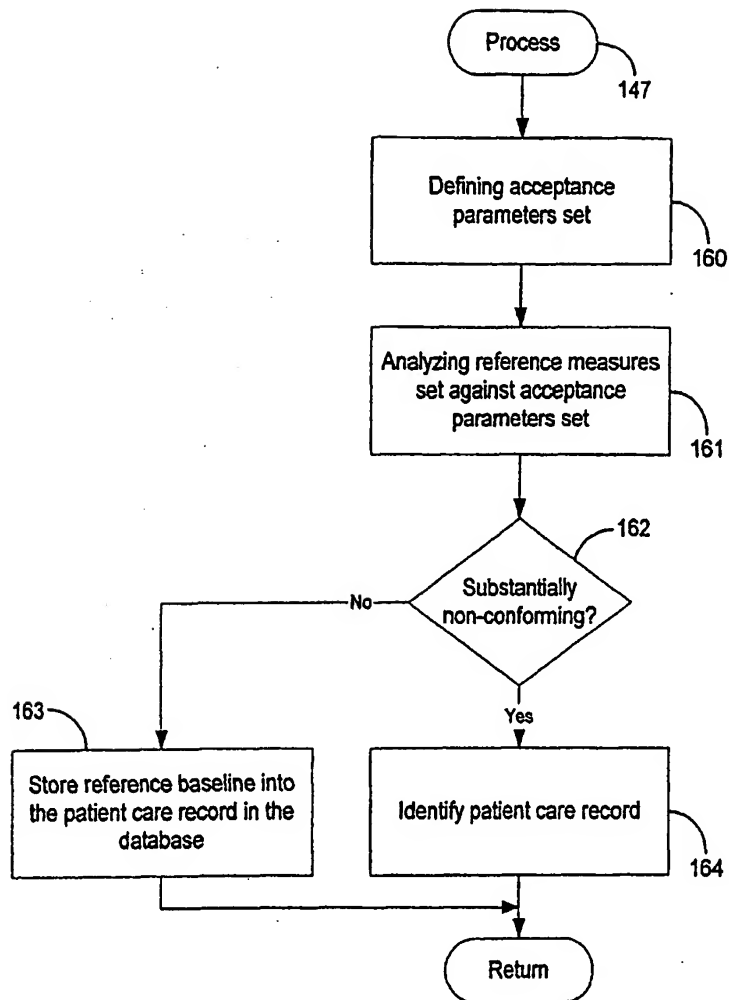 Process
147
Defining acceptance
parameters set
160
Analyzing reference measures
set against acceptance
parameters set
161
162
Substantially
non-conforming?
No
Yes
163
Store reference baseline into
the patient care record in the
database
Identify patient care record
164
Return